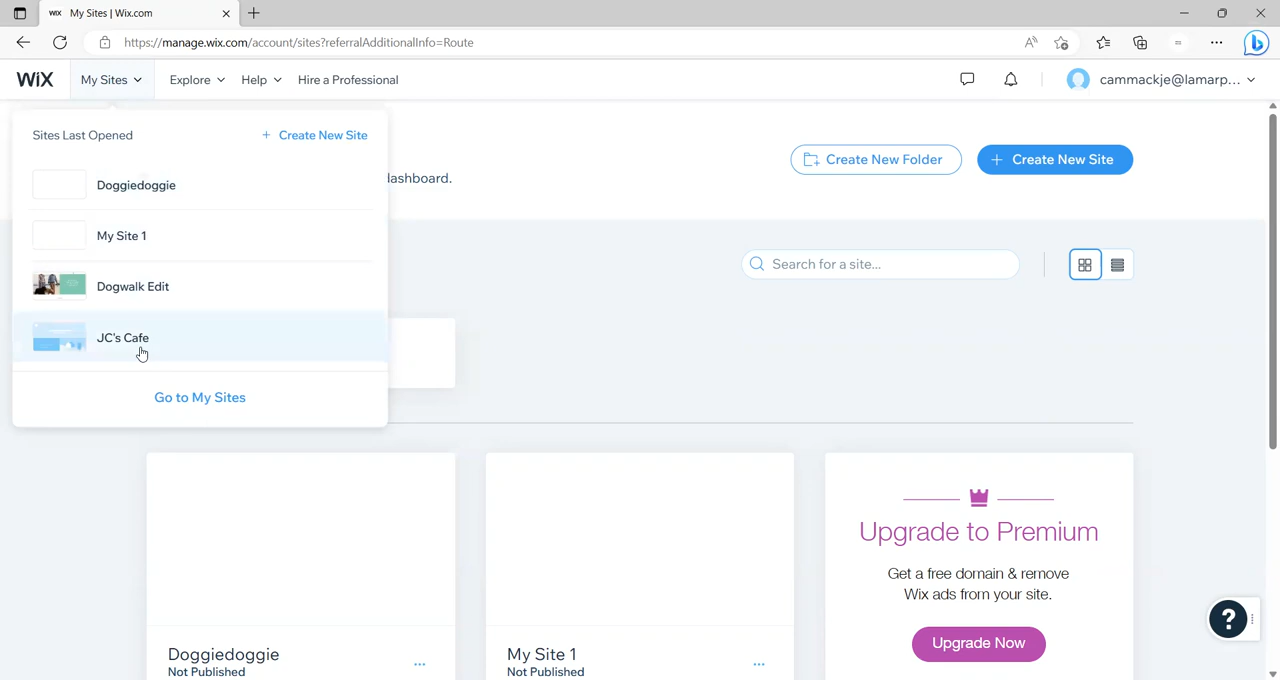 My Sites | Wix.com
https://manage.wix.com/account/sites?referralAdditionalInfo=Route
WiX My Sites Explore Help Hire a Professional cammackje@lamarp...
Sites Last Opened + Create New Site
Doggiedoggie
My Site 1
Dogwalk Edit
JC's Cafe
Go to My Sites
dashboard.
Create New Folder + Create New Site
Search for a site...
Doggiedoggie
Not Published
My Site 1
Not Published
Upgrade to Premium
Get a free domain & remove
Wix ads from your site.
Upgrade Now
?